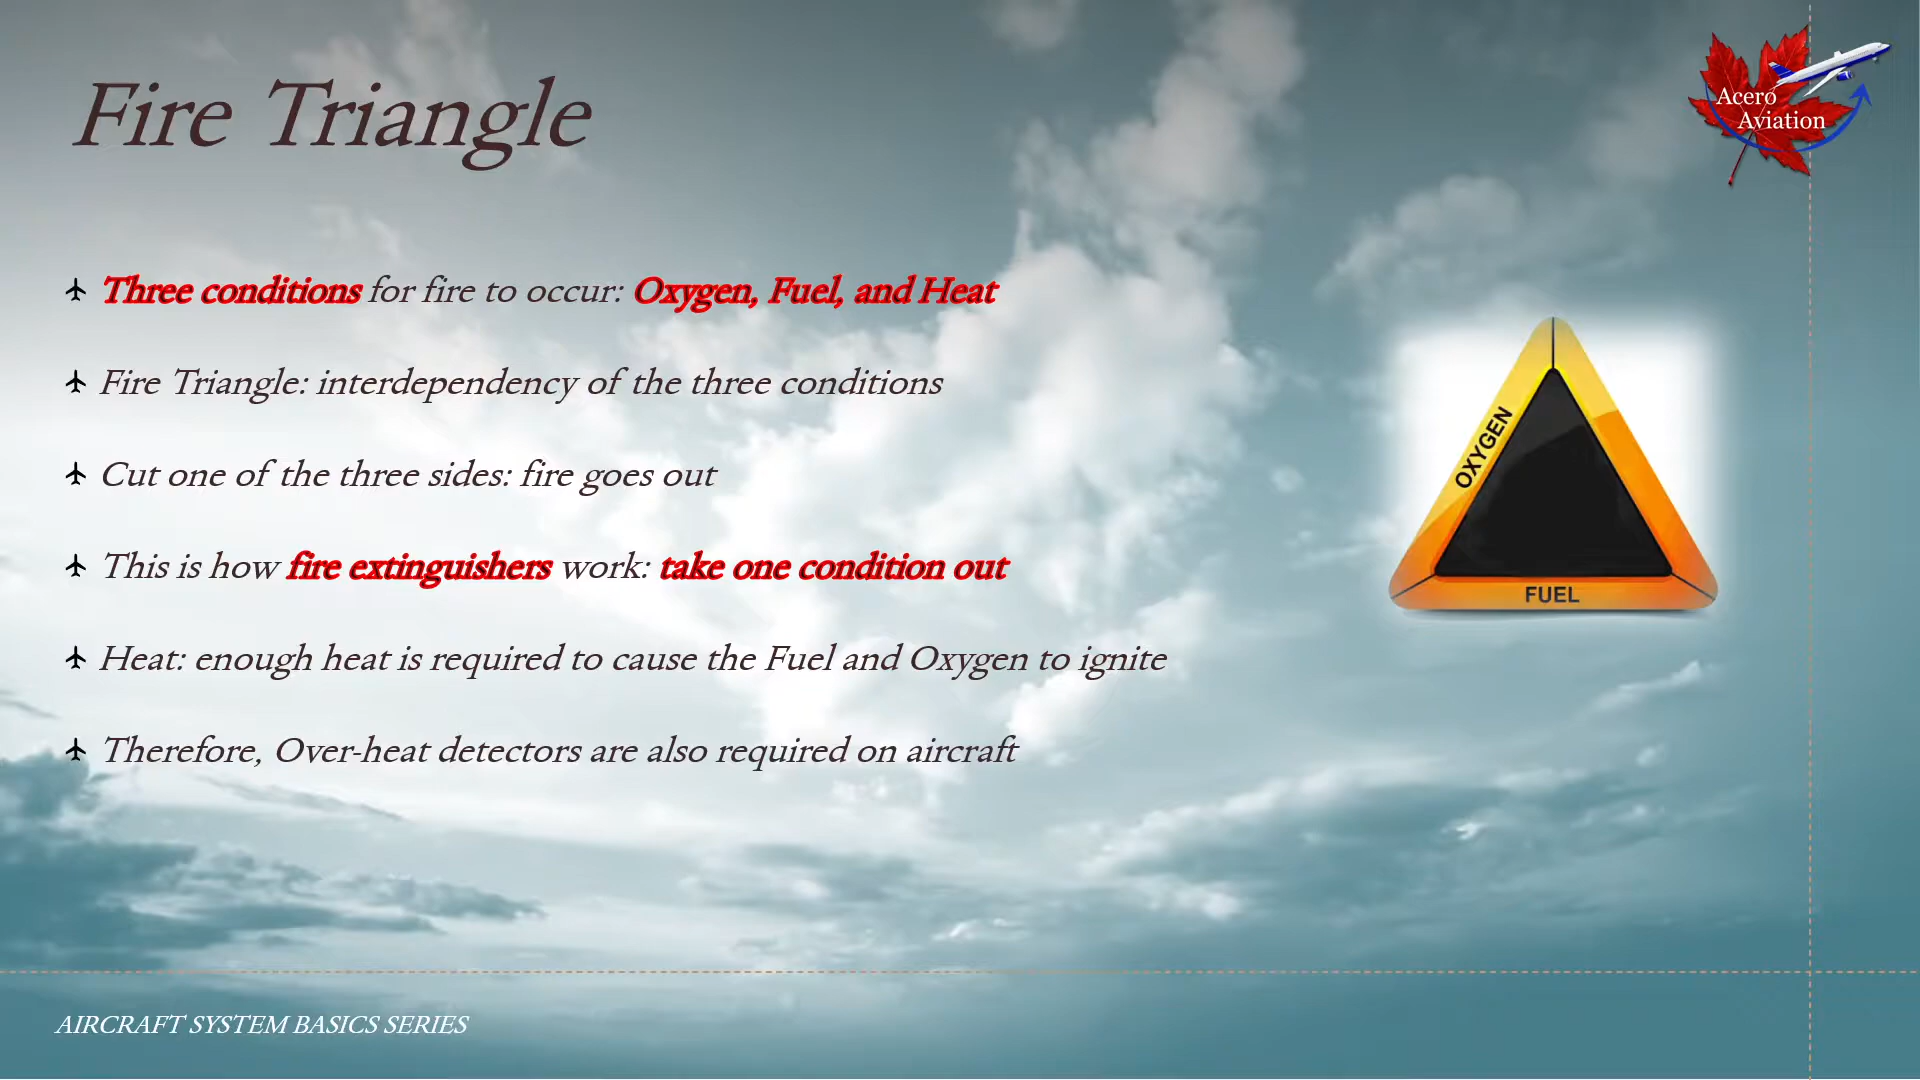 Fire Triangle
Acero
Aviation
Three conditions for fire to occur: Oxygen, Fuel, and Heat
Fire Triangle: interdependency of the three conditions
Cut one of the three sides: fire goes out
This is how fire extinguishers work: take one condition out
Heat: enough heat is required to cause the Fuel and Oxygen to ignite
Therefore, Over-heat detectors are also required on aircraft
OXYGEN
FUEL
AIRCRAFT SYSTEM BASICS SERIES